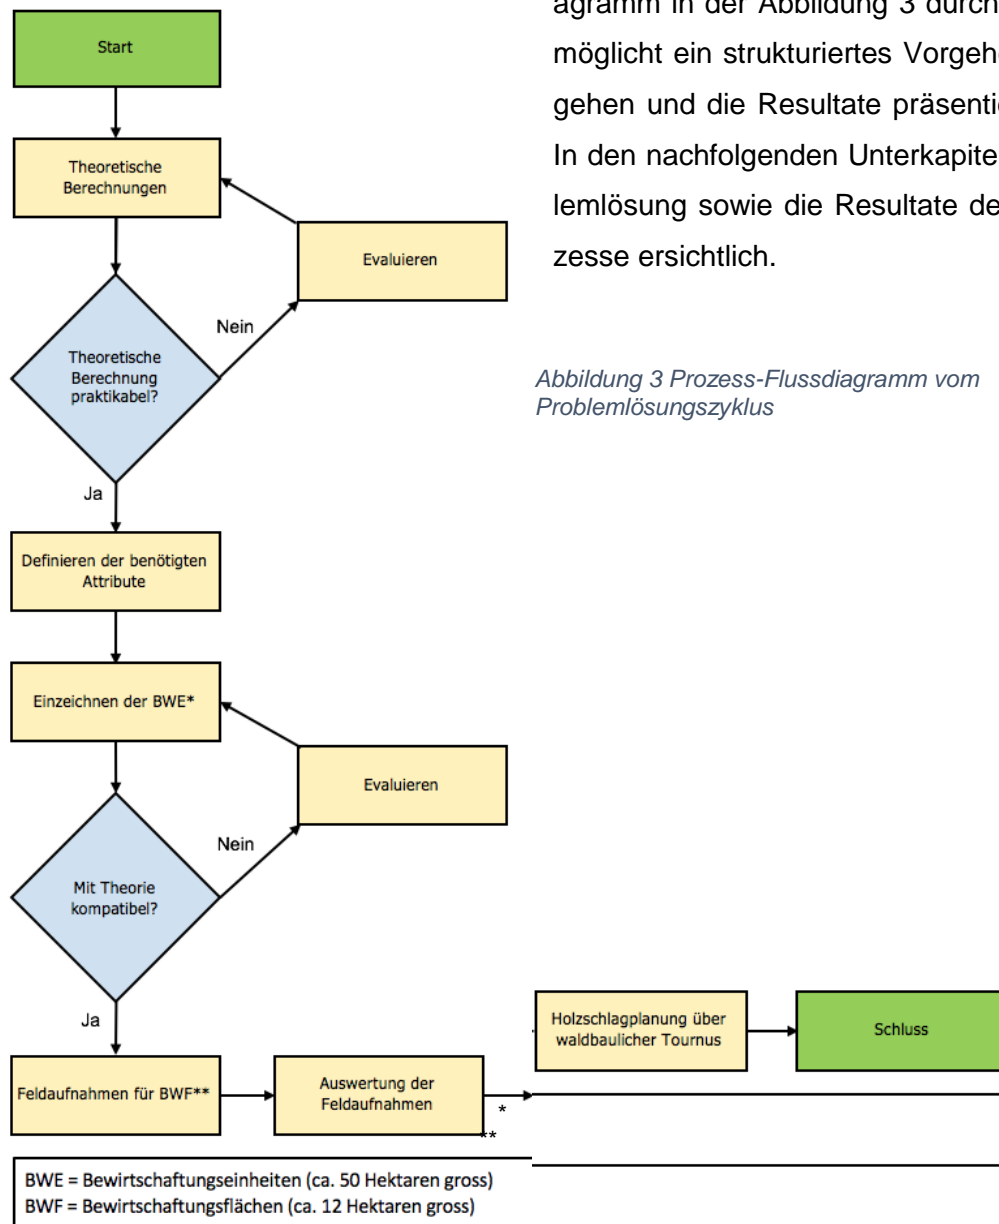 agramm in der Abbildung 3 durch
möglicht ein strukturiertes Vorgeh
gehen und die Resultate präsenti
In den nachfolgenden Unterkapite
lemlösung sowie die Resultate de
zesse ersichtlich.
Abbildung 3 Prozess-Flussdiagramm vom
Problemlösungszyklus
Start
Theoretische
Berechnungen
Evaluieren
Nein
Theoretische
Berechnung
praktikabel?
Ja
Definieren der benötigten
Attribute
Einzeichnen der BWE*
Evaluieren
Nein
Mit Theorie
kompatibel?
Ja
Feldaufnahmen für BWF**
Auswertung der
Feldaufnahmen
Holzschlagplanung über
waldbaulicher Tournus
Schluss
*
**
BWE = Bewirtschaftungseinheiten (ca. 50 Hektaren gross)
BWF = Bewirtschaftungsflächen (ca. 12 Hektaren gross)